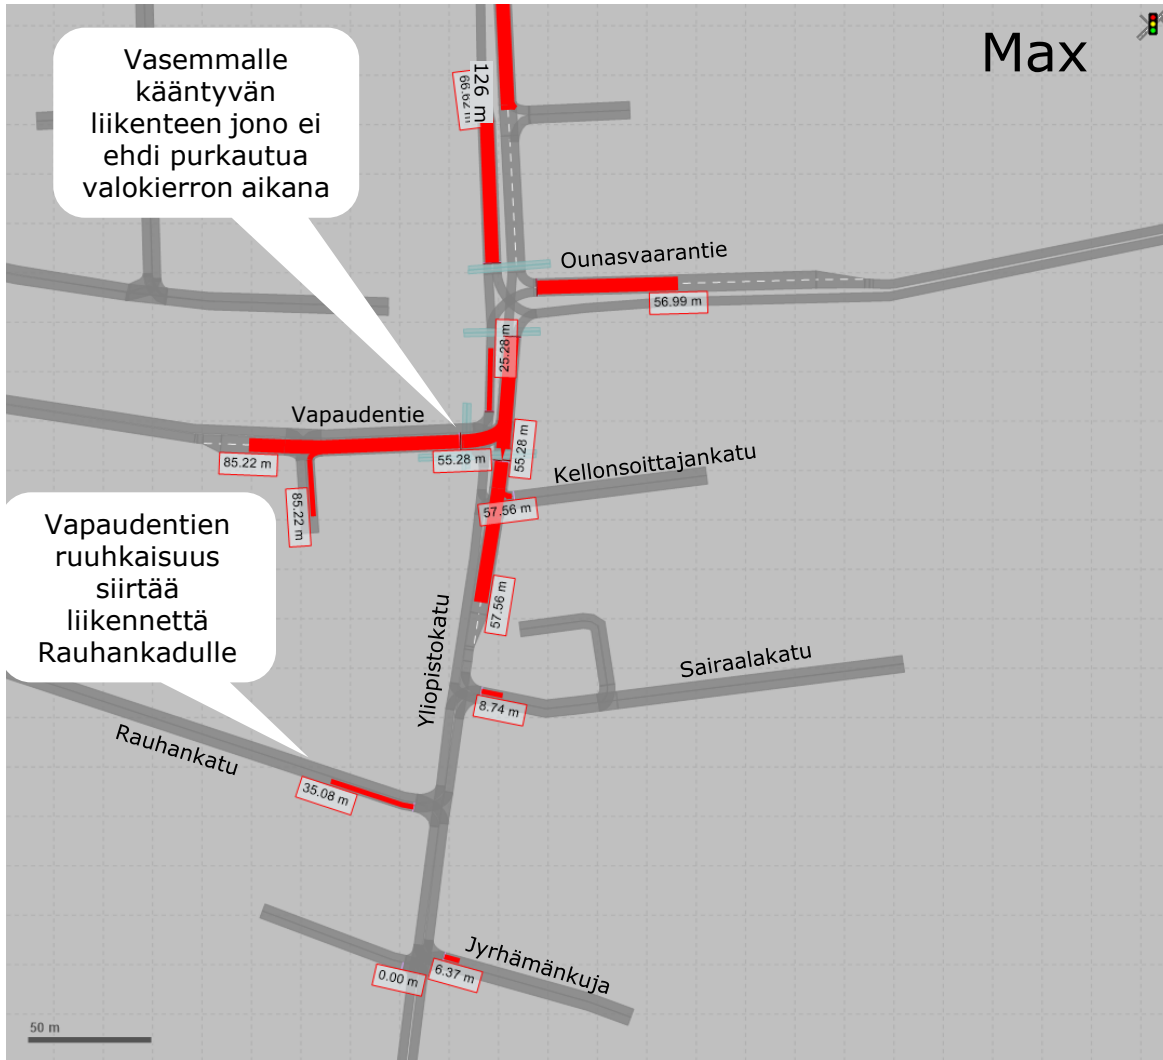 Max
Vasemmalle
kääntyvän
liikenteen jono ei
ehdi purkautua
valokierron aikana
126 m
66.62 m
Ounasvaarantie
56.99 m
25.28 m
Vapaudentie
85.22 m
55.28 m
55.28 m
Kellonsoittajankatu
85.22 m
57.56 m
Vapaudentien
ruuhkaisuus
siirtää
liikennettä
Rauhankadulle
57.56 m
Yliopistokatu
Sairaalakatu
8.74 m
Rauhankatu
35.08 m
Jyrhämänkuja
0.00 m
6.37 m
50 m